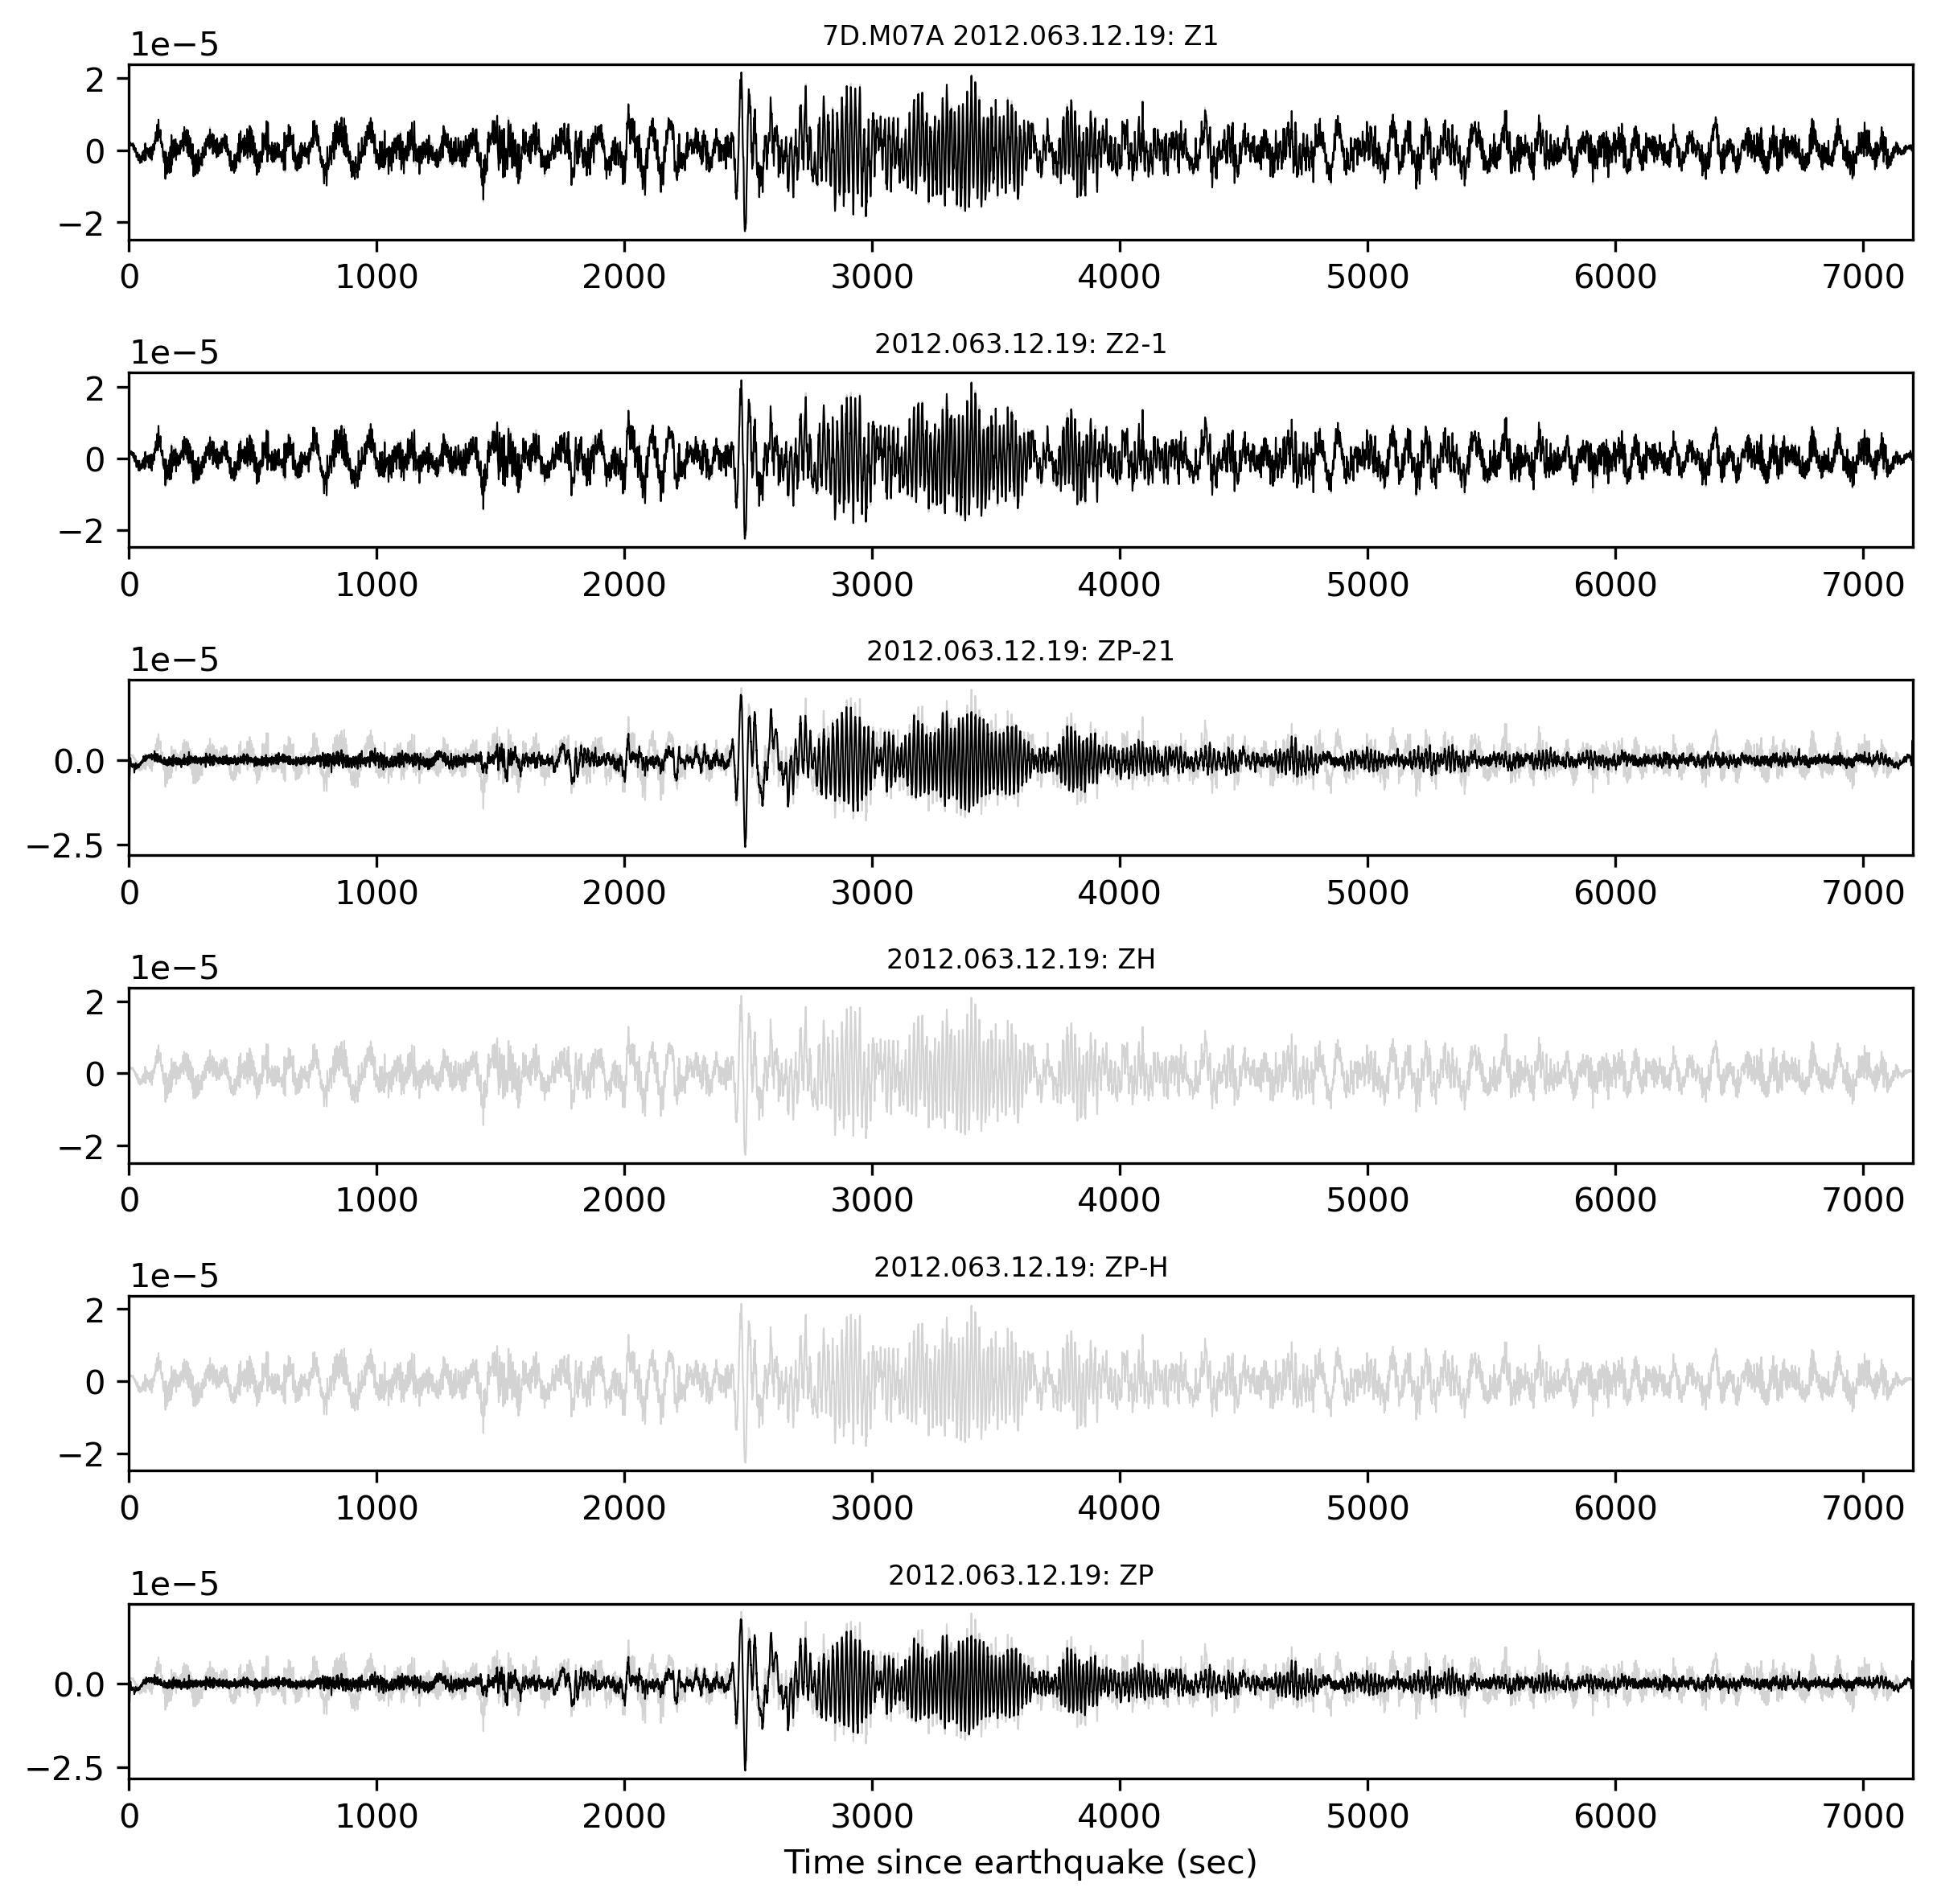 7D.M07A 2012.063.12.19: Z1
1e−5
2
0
−2
0 1000 2000 3000 4000 5000 6000 7000
2012.063.12.19: Z2-1
1e−5
2
0
−2
0 1000 2000 3000 4000 5000 6000 7000
2012.063.12.19: ZP-21
1e−5
0.0
−2.5
0 1000 2000 3000 4000 5000 6000 7000
2012.063.12.19: ZH
1e−5
2
0
−2
0 1000 2000 3000 4000 5000 6000 7000
2012.063.12.19: ZP-H
1e−5
2
0
−2
0 1000 2000 3000 4000 5000 6000 7000
2012.063.12.19: ZP
1e−5
0.0
−2.5
0 1000 2000 3000 4000 5000 6000 7000
Time since earthquake (sec)